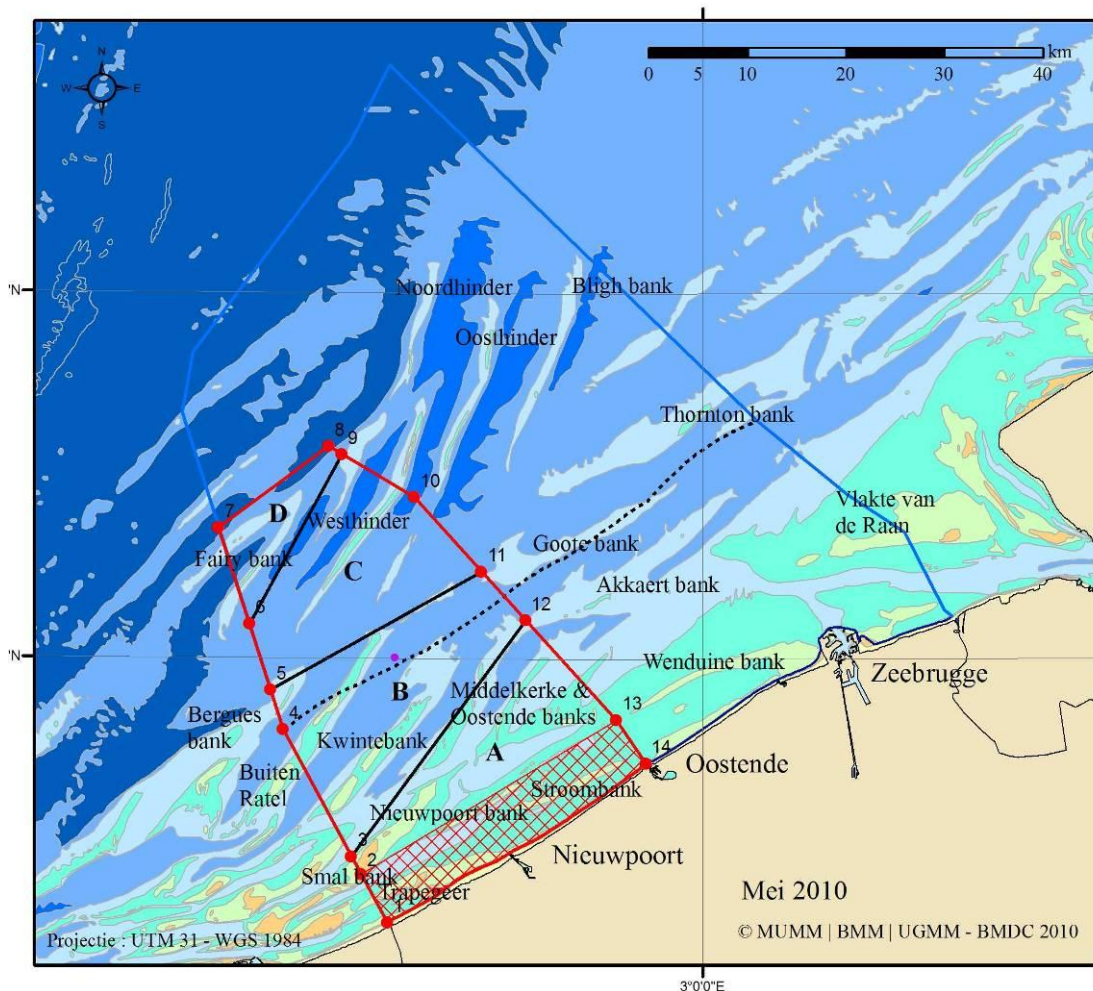 N
W
E
S
km
0 5 10 20 30 40
'N
Noordhinder
Bligh bank
Oosthinder
Thornton bank
8
9
10
7
D
Westhinder
Vlakte van
de Raan
Fairy bank
C
Goote bank
11
Akkaert bank
6
12
'N
Wenduine bank
Zeebrugge
5
B
Middelkerke &
Oostende banks
13
Bergues
bank
4
Kwintebank
A
14
Oostende
Buiten
Ratel
Stroombank
Nieuwpoort bank
3
Nieuwpoort
2
Smal bank
Trapegeer
1
Mei 2010
Projectie : UTM 31 - WGS 1984
© MUMM | BMM | UGMM - BMDC 2010
3°0'0"E